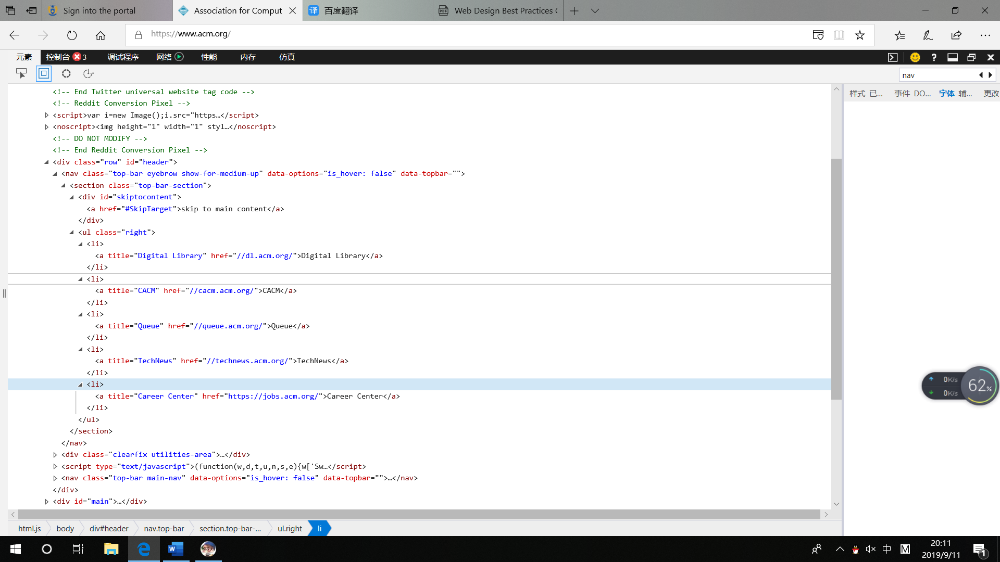 Sign into the portal
Association for Comput
译 百度翻译
PDF Web Design Best Practices
https://www.acm.org/
元素 控制台 3 调试程序 网络 性能 内存 仿真
nav
样式 已... 事件 DO... 字体 辅... 更改
<!-- End Twitter universal website tag code -->
<!-- Reddit Conversion Pixel -->
<script>var i=new Image();i.src="https…</script>
<noscript><img height="1" width="1" styl…</noscript>
<!-- DO NOT MODIFY -->
<!-- End Reddit Conversion Pixel -->
<div class="row" id="header">
<nav class="top-bar eyebrow show-for-medium-up" data-options="is_hover: false" data-topbar="">
<section class="top-bar-section">
<div id="skiptocontent">
<a href="#SkipTarget">skip to main content</a>
</div>
<ul class="right">
<li>
<a title="Digital Library" href="//dl.acm.org/">Digital Library</a>
</li>
<li>
<a title="CACM" href="//cacm.acm.org/">CACM</a>
</li>
<li>
<a title="Queue" href="//queue.acm.org/">Queue</a>
</li>
<li>
<a title="TechNews" href="//technews.acm.org/">TechNews</a>
</li>
<li>
<a title="Career Center" href="https://jobs.acm.org/">Career Center</a>
</li>
</ul>
</section>
</nav>
<div class="clearfix utilities-area">…</div>
<script type="text/javascript">(function(w,d,t,u,n,s,e){w['Sw…</script>
<nav class="top-bar main-nav" data-options="is_hover: false" data-topbar="">…</nav>
</div>
<div id="main">…</div>
0K/s
0K/s
62%
html.js body div#header nav.top-bar section.top-bar-... ul.right li
中 M
20:11
2019/9/11
1